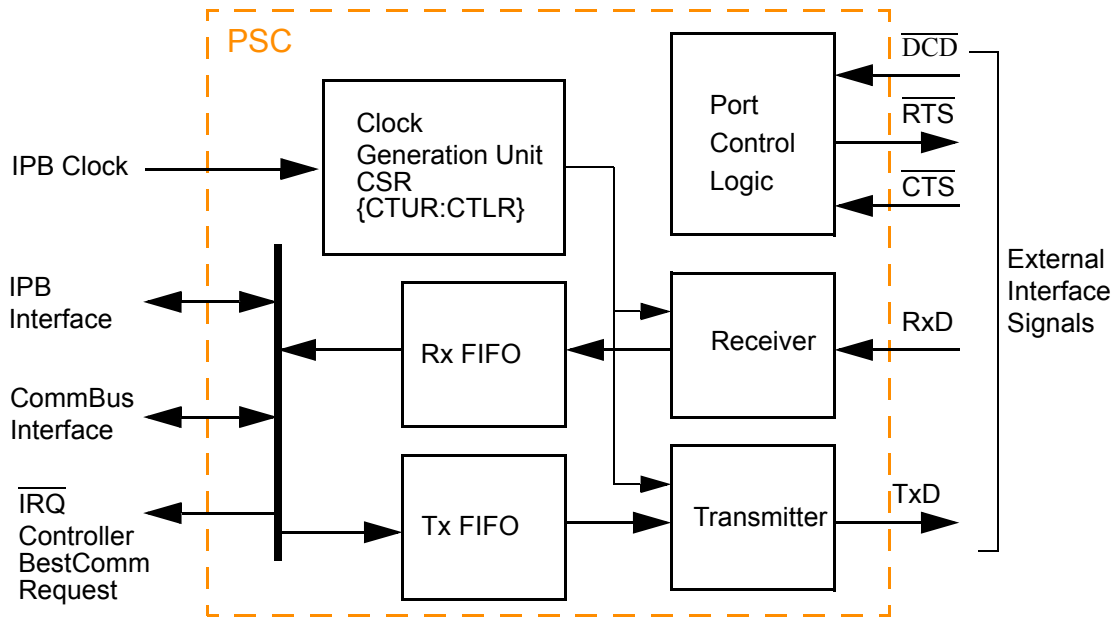 PSC
IPB Clock
Clock
Generation Unit
CSR
{CTUR:CTLR}
Port
Control
Logic
DCD
RTS
CTS
IPB
Interface
Rx FIFO
Receiver
RxD
External
Interface
Signals
CommBus
Interface
IRQ
Controller
BestComm
Request
Tx FIFO
Transmitter
TxD